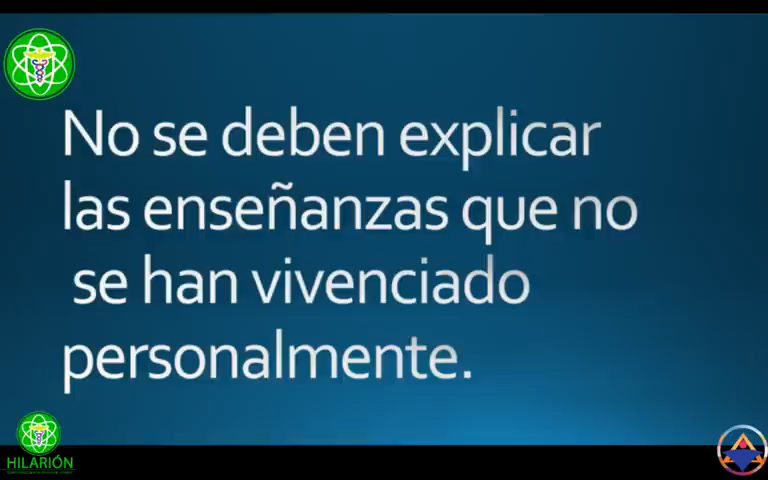 No se deben explicar
las enseñanzas que no
se han vivenciado
personalmente.
HILARIÓN